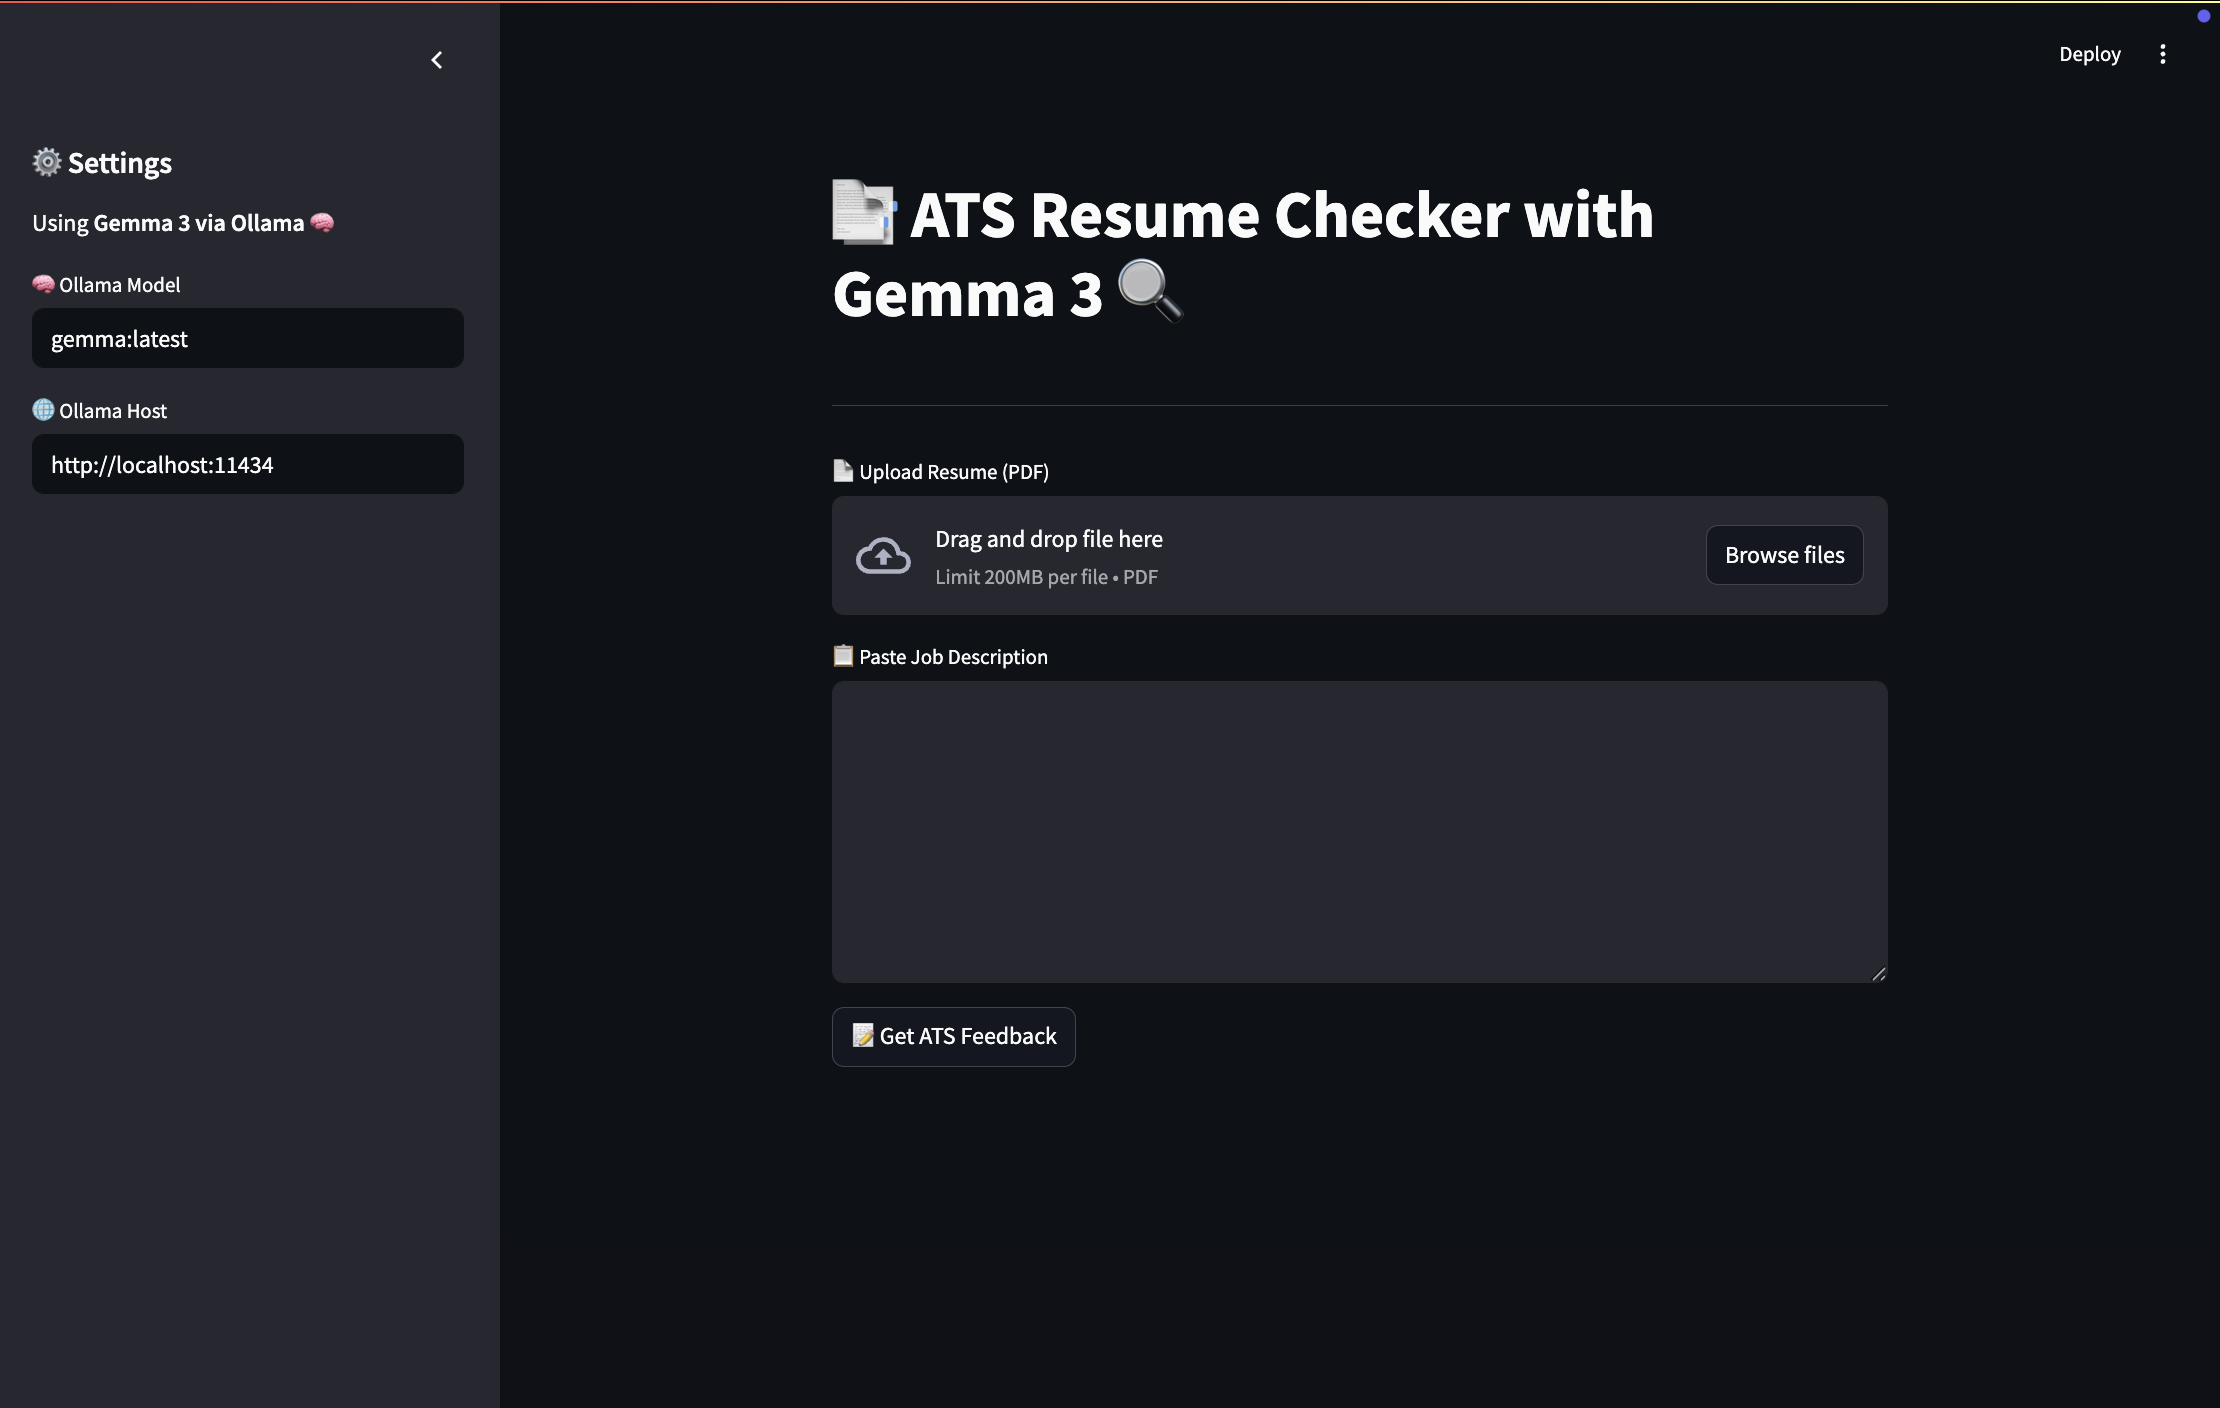 Deploy
Settings
Using Gemma 3 via Ollama
Ollama Model
gemma:latest
Ollama Host
http://localhost:11434
ATS Resume Checker with
Gemma 3
Upload Resume (PDF)
Drag and drop file here
Limit 200MB per file • PDF
Browse files
Paste Job Description
Get ATS Feedback